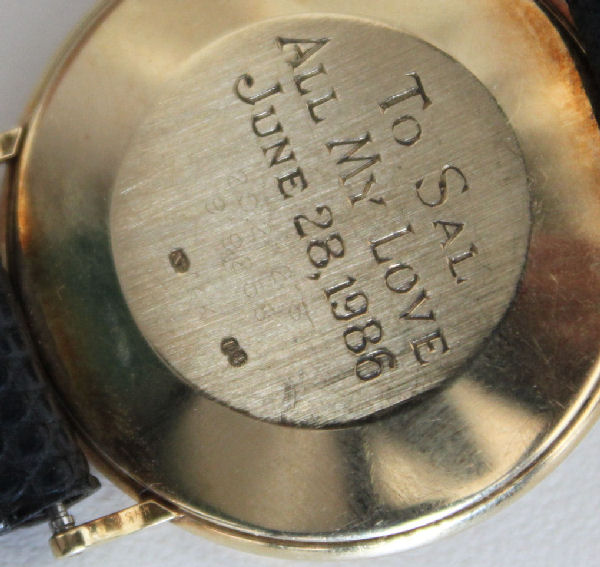 TO SAL
ALL MY LOVE
JUNE 28, 1986